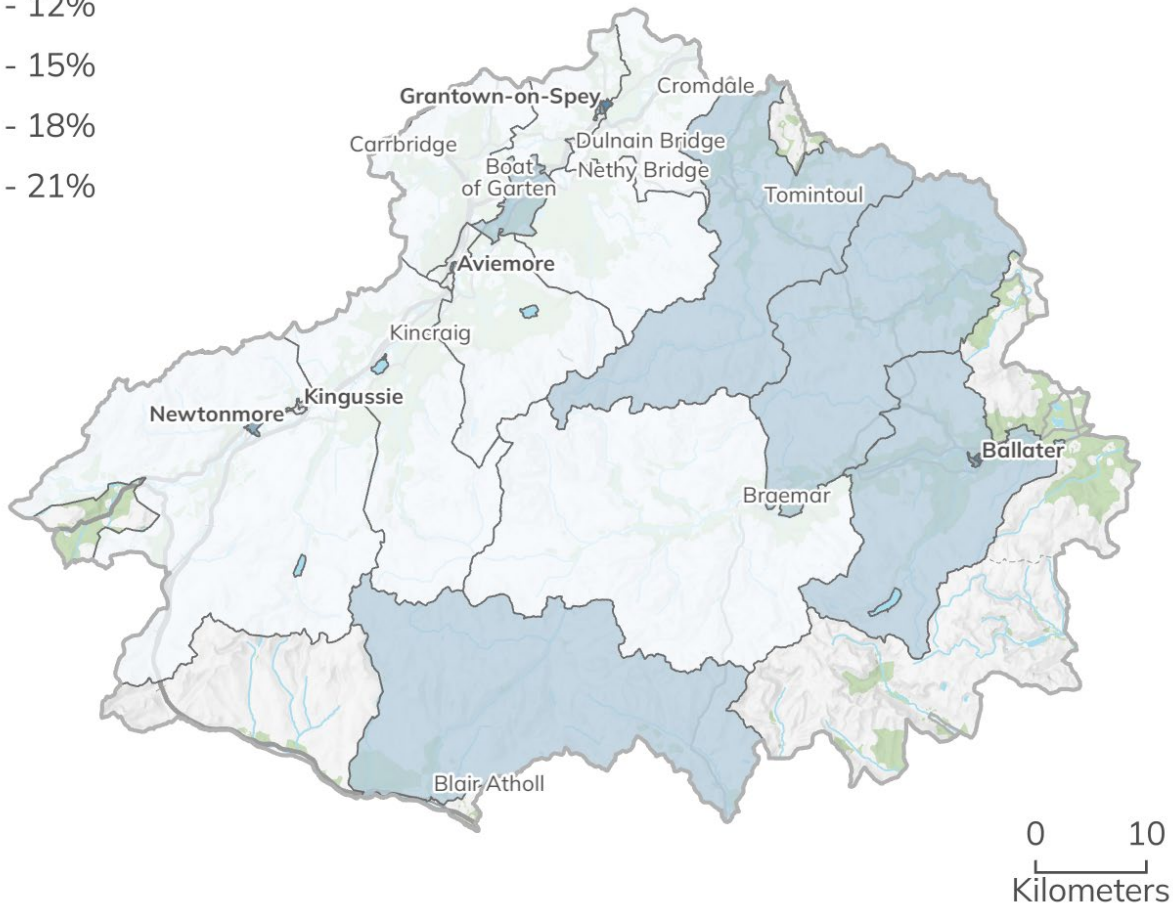 - 12%
- 15%
- 18%
- 21%
Cromdale
Grantown-on-Spey
Carrbridge
Dulnain Bridge
Boat
of Garten
Nethy Bridge
Tomintoul
Aviemore
Kincraig
Kingussie
Newtonmore
Ballater
Braemar
Blair Atholl
0 10
Kilometers